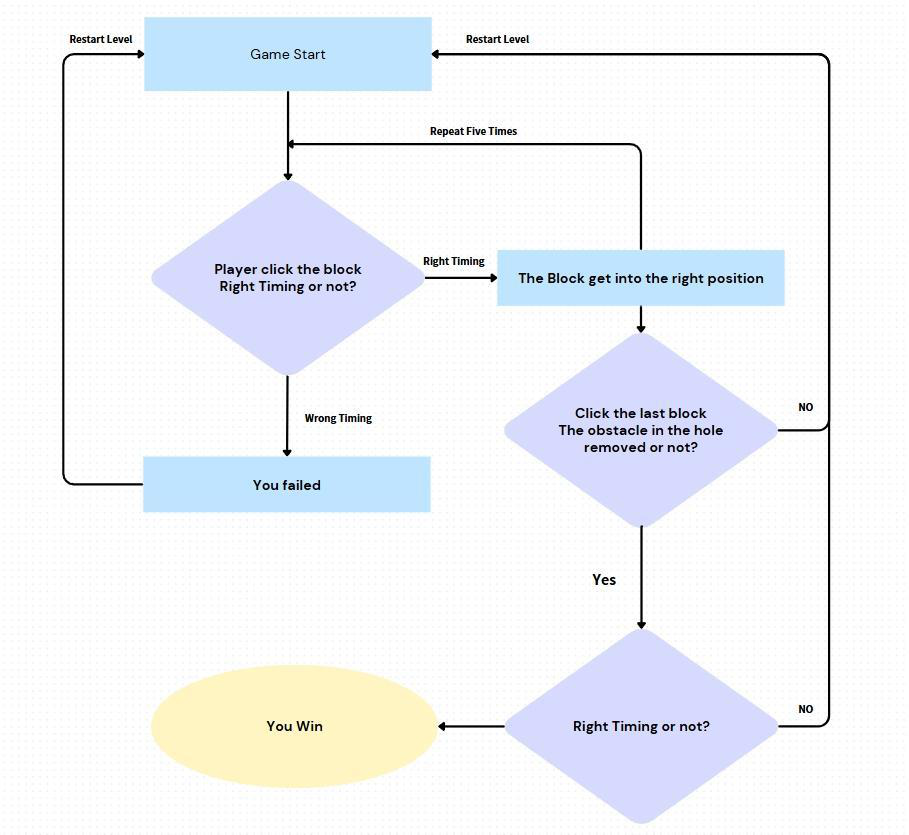 Restart Level
Restart Level
Game Start
Repeat Five Times
Player click the block
Right Timing or not?
Right Timing
The Block get into the right position
Wrong Timing
Click the last block
The obstacle in the hole
removed or not?
NO
You failed
Yes
You Win
Right Timing or not?
NO